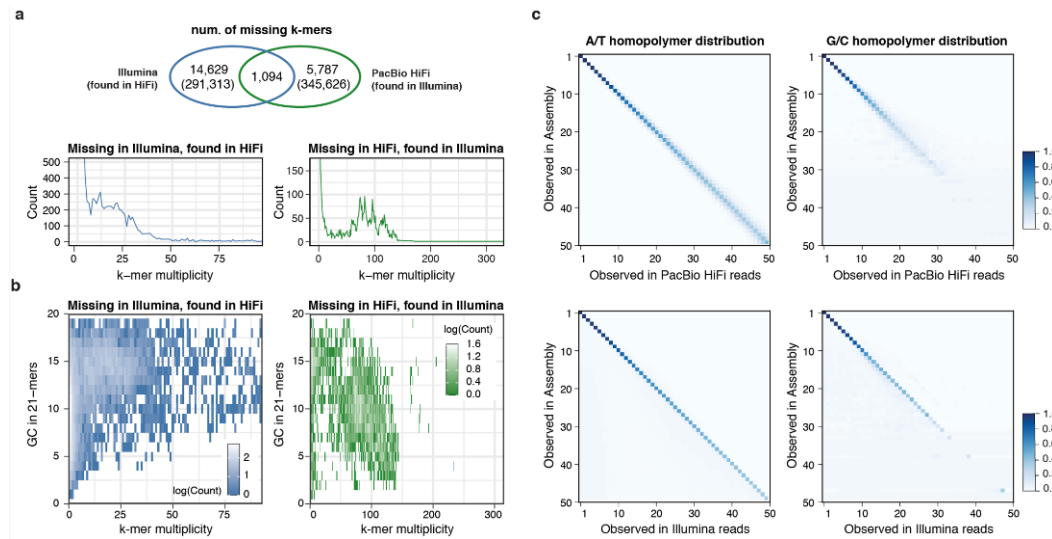 a
num. of missing k-mers
Illumina
(found in HiFi)
14,629
(291,313)
1,094
5,787
(345,626)
PacBio HiFi
(found in Illumina)
Missing in Illumina, found in HiFi
Count
500
400
300
200
100
0
0 25 50 75
k-mer multiplicity
Missing in HiFi, found in Illumina
Count
150
100
50
0
0 100 200 300
k-mer multiplicity
b
Missing in Illumina, found in HiFi
GC in 21-mers
20
15
10
5
0
log(Count)
2
1
0
0 25 50 75
k-mer multiplicity
Missing in HiFi, found in Illumina
GC in 21-mers
20
15
10
5
0
log(Count)
1.6
1.2
0.8
0.4
0.0
0 100 200 300
k-mer multiplicity
c
A/T homopolymer distribution
Observed in Assembly
1
10
20
30
40
50
1 10 20 30 40 50
Observed in PacBio HiFi reads
G/C homopolymer distribution
Observed in Assembly
1
10
20
30
40
50
1 10 20 30 40 50
Observed in PacBio HiFi reads
Observed in Assembly
1
10
20
30
40
50
1 10 20 30 40 50
Observed in Illumina reads
Observed in Assembly
1
10
20
30
40
50
1 10 20 30 40 50
Observed in Illumina reads